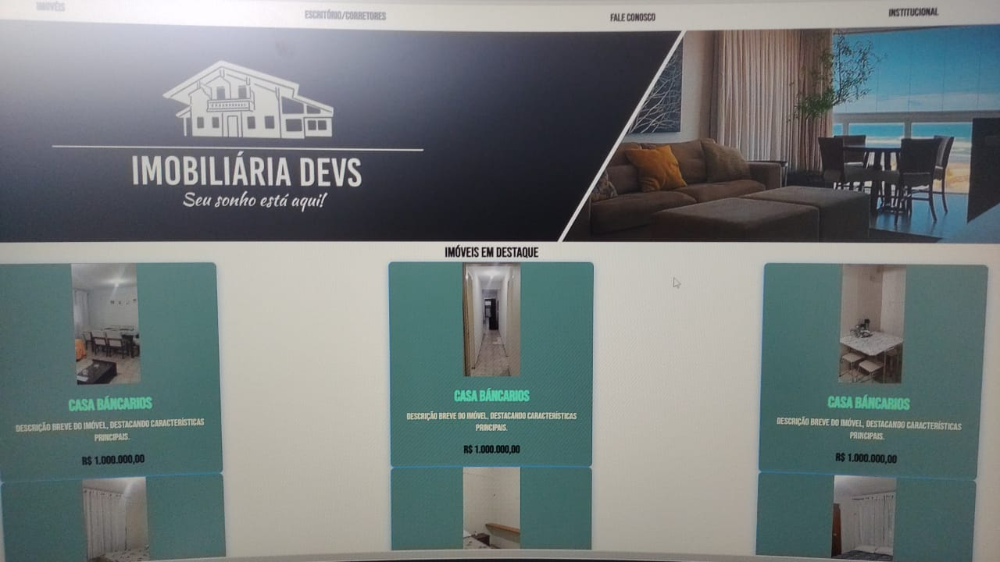 IMÓVEIS
ESCRITÓRIO/CORRETORES
FALE CONOSCO
INSTITUCIONAL
IMOBILIÁRIA DEVS
Seu sonho está aqui!
IMÓVEIS EM DESTAQUE
CASA BÁNCARIOS
DESCRIÇÃO BREVE DO IMÓVEL, DESTACANDO CARACTERÍSTICAS
PRINCIPAIS.
R$ 1.000.000,00
CASA BÁNCARIOS
DESCRIÇÃO BREVE DO IMÓVEL, DESTACANDO CARACTERÍSTICAS
PRINCIPAIS.
R$ 1.000.000,00
CASA BÁNCARIOS
DESCRIÇÃO BREVE DO IMÓVEL, DESTACANDO CARACTERÍSTICAS
PRINCIPAIS.
R$ 1.000.000,00